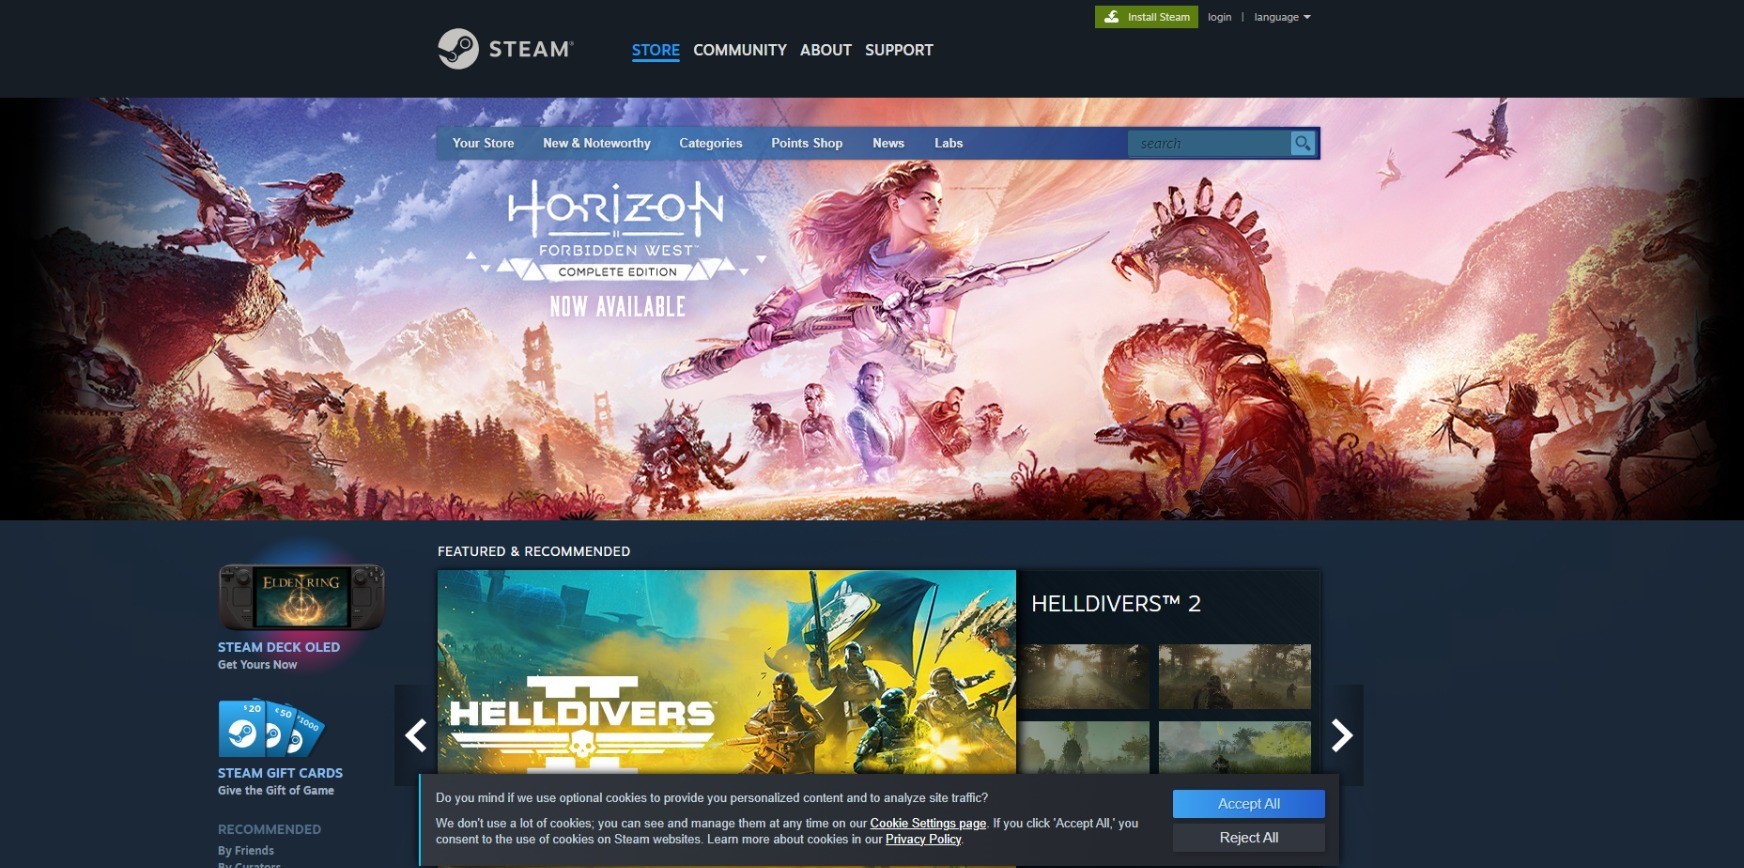 Install Steam login | language
STEAM®
STORE COMMUNITY ABOUT SUPPORT
Your Store New & Noteworthy Categories Points Shop News Labs search
HORIZON
FORBIDDEN WEST™
COMPLETE EDITION
NOW AVAILABLE
FEATURED & RECOMMENDED
ELDEN RING
STEAM DECK OLED
Get Yours Now
HELLDIVERS™ 2
HELLDIVERS
II
$20 €50 1000
STEAM GIFT CARDS
Give the Gift of Game
RECOMMENDED
By Friends
By Curators
Do you mind if we use optional cookies to provide you personalized content and to analyze site traffic?
We don't use a lot of cookies; you can see and manage them at any time on our Cookie Settings page. If you click 'Accept All,' you
consent to the use of cookies on Steam websites. Learn more about cookies in our Privacy Policy.
Accept All
Reject All